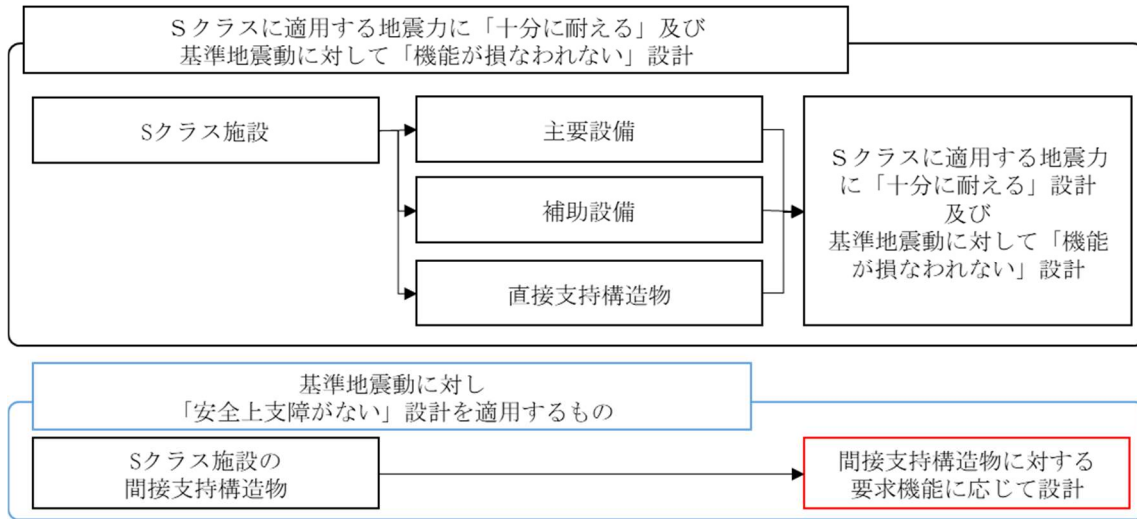 Ｓクラスに適用する地震力に「十分に耐える」及び
基準地震動に対して「機能が損なわれない」設計
Sクラス施設
主要設備
補助設備
直接支持構造物
Ｓクラスに適用する地震力
に「十分に耐える」設計
及び
基準地震動に対して「機能
が損なわれない」設計
基準地震動に対し
「安全上支障がない」設計を適用するもの
Sクラス施設の
間接支持構造物
間接支持構造物に対する
要求機能に応じて設計